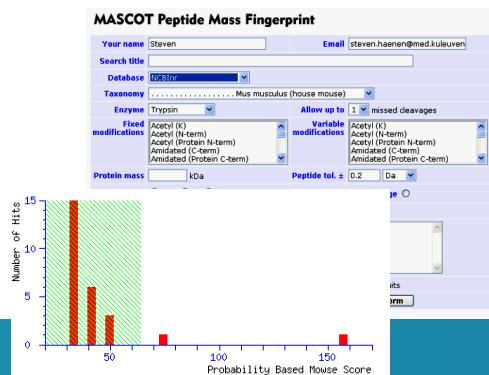 MASCOT Peptide Mass Fingerprint
Your name Steven Email steven.haenen@med.kuleuven
Search title
Database NCBInr
Taxonomy . . . . . . . . . . . . . . . . . Mus musculus (house mouse)
Enzyme Trypsin Allow up to 1 missed cleavages
Fixed modifications Variable modifications
Acetyl (K) Acetyl (K)
Acetyl (N-term) Acetyl (N-term)
Acetyl (Protein N-term) Acetyl (Protein N-term)
Amidated (C-term) Amidated (C-term)
Amidated (Protein C-term) Amidated (Protein C-term)
Protein mass kDa Peptide tol. ± 0.2 Da
15
10
5
0
Number of Hits
50 100 150
Probability Based Mowse Score